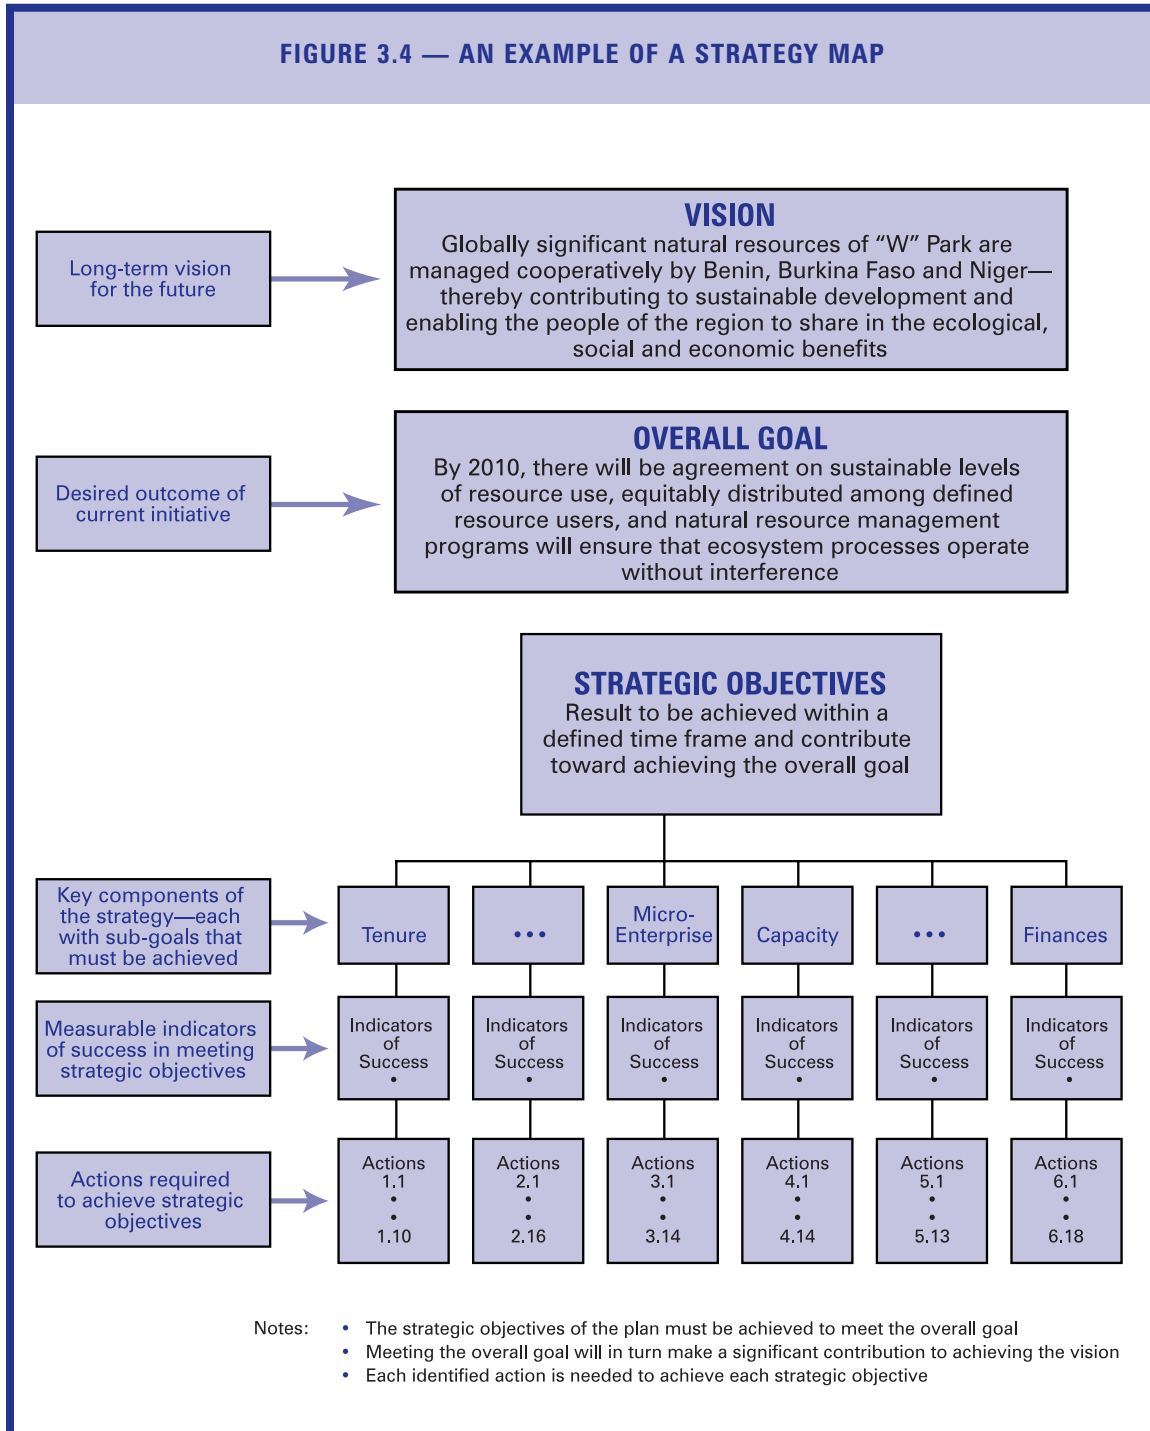 FIGURE 3.4 — AN EXAMPLE OF A STRATEGY MAP
Long-term vision
for the future
VISION
Globally significant natural resources of “W” Park are
managed cooperatively by Benin, Burkina Faso and Niger—
thereby contributing to sustainable development and
enabling the people of the region to share in the ecological,
social and economic benefits
Desired outcome of
current initiative
OVERALL GOAL
By 2010, there will be agreement on sustainable levels
of resource use, equitably distributed among defined
resource users, and natural resource management
programs will ensure that ecosystem processes operate
without interference
STRATEGIC OBJECTIVES
Result to be achieved within a
defined time frame and contribute
toward achieving the overall goal
Key components of
the strategy—each
with sub-goals that
must be achieved
Tenure
•••
Micro-
Enterprise
Capacity
•••
Finances
Measurable indicators
of success in meeting
strategic objectives
Indicators
of
Success
•
Indicators
of
Success
•
Indicators
of
Success
•
Indicators
of
Success
•
Indicators
of
Success
•
Indicators
of
Success
•
Actions required
to achieve strategic
objectives
Actions
1.1
•
•
1.10
Actions
2.1
•
•
2.16
Actions
3.1
•
•
3.14
Actions
4.1
•
•
4.14
Actions
5.1
•
•
5.13
Actions
6.1
•
•
6.18
Notes: • The strategic objectives of the plan must be achieved to meet the overall goal
• Meeting the overall goal will in turn make a significant contribution to achieving the vision
• Each identified action is needed to achieve each strategic objective